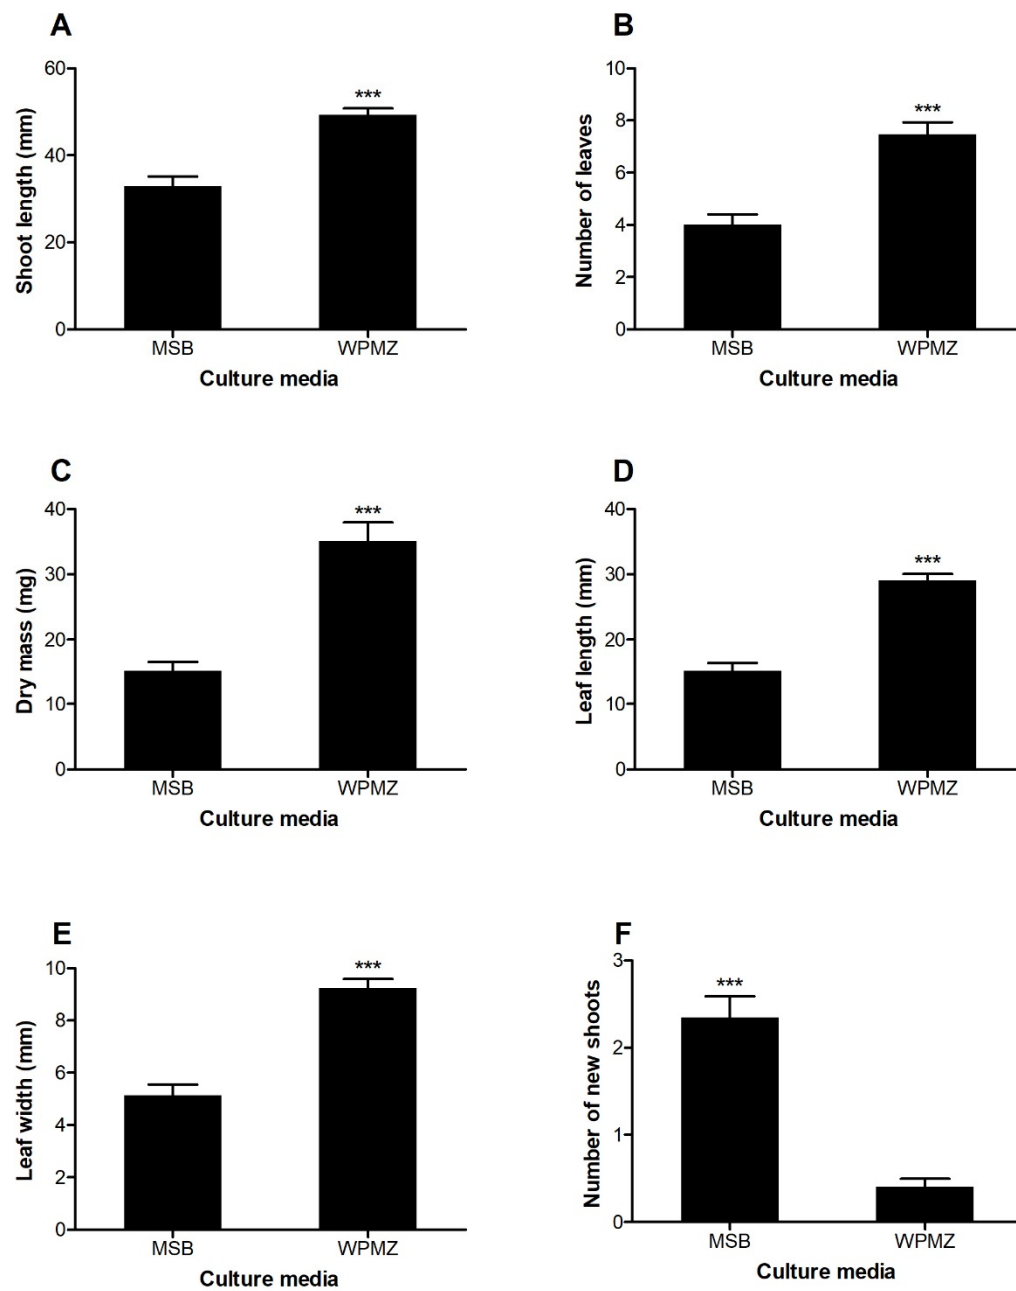 A
Shoot length (mm)
60
40
20
0
***
MSB WPMZ
Culture media
B
Number of leaves
10
8
6
4
2
0
***
MSB WPMZ
Culture media
C
Dry mass (mg)
40
30
20
10
0
***
MSB WPMZ
Culture media
D
Leaf length (mm)
40
30
20
10
0
***
MSB WPMZ
Culture media
E
Leaf width (mm)
10
8
6
4
2
0
***
MSB WPMZ
Culture media
F
Number of new shoots
3
2
1
0
***
MSB WPMZ
Culture media